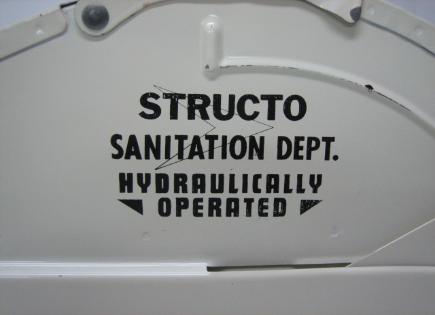 STRUCTO
SANITATION DEPT.
HYDRAULICALLY
OPERATED